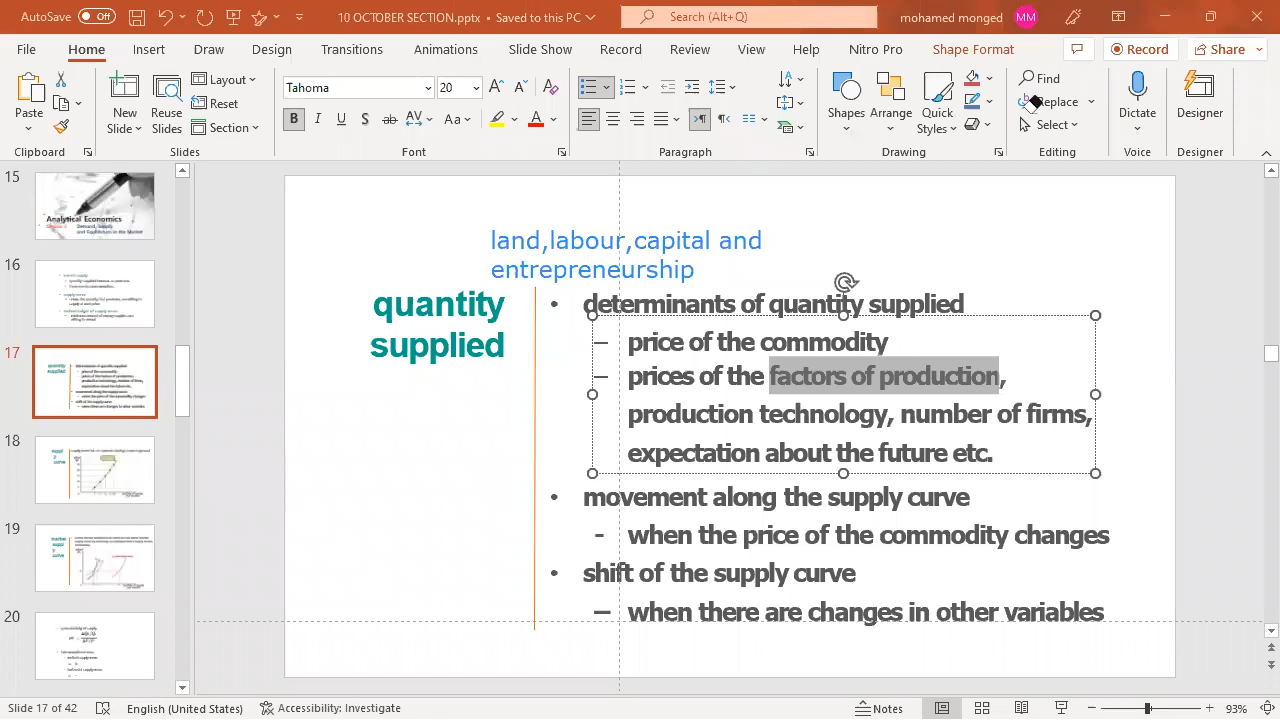 AutoSave Off 10 OCTOBER SECTION.pptx • Saved to this PC Search (Alt+Q) mohamed monged MM
File Home Insert Draw Design Transitions Animations Slide Show Record Review View Help Nitro Pro Shape Format Record Share
Paste New Slide Reuse Slides Layout Reset Section Tahoma 20 Shapes Arrange Quick Styles Find Replace Select Dictate Designer
Clipboard Slides Font Paragraph Drawing Editing Voice Designer
15
Analytical Economics
16
17
18
19
20
land,labour,capital and
entrepreneurship
quantity
supplied
• determinants of quantity supplied
– price of the commodity
– prices of the factors of production,
production technology, number of firms,
expectation about the future etc.
• movement along the supply curve
- when the price of the commodity changes
• shift of the supply curve
– when there are changes in other variables
Slide 17 of 42 English (United States) Accessibility: Investigate Notes 93%